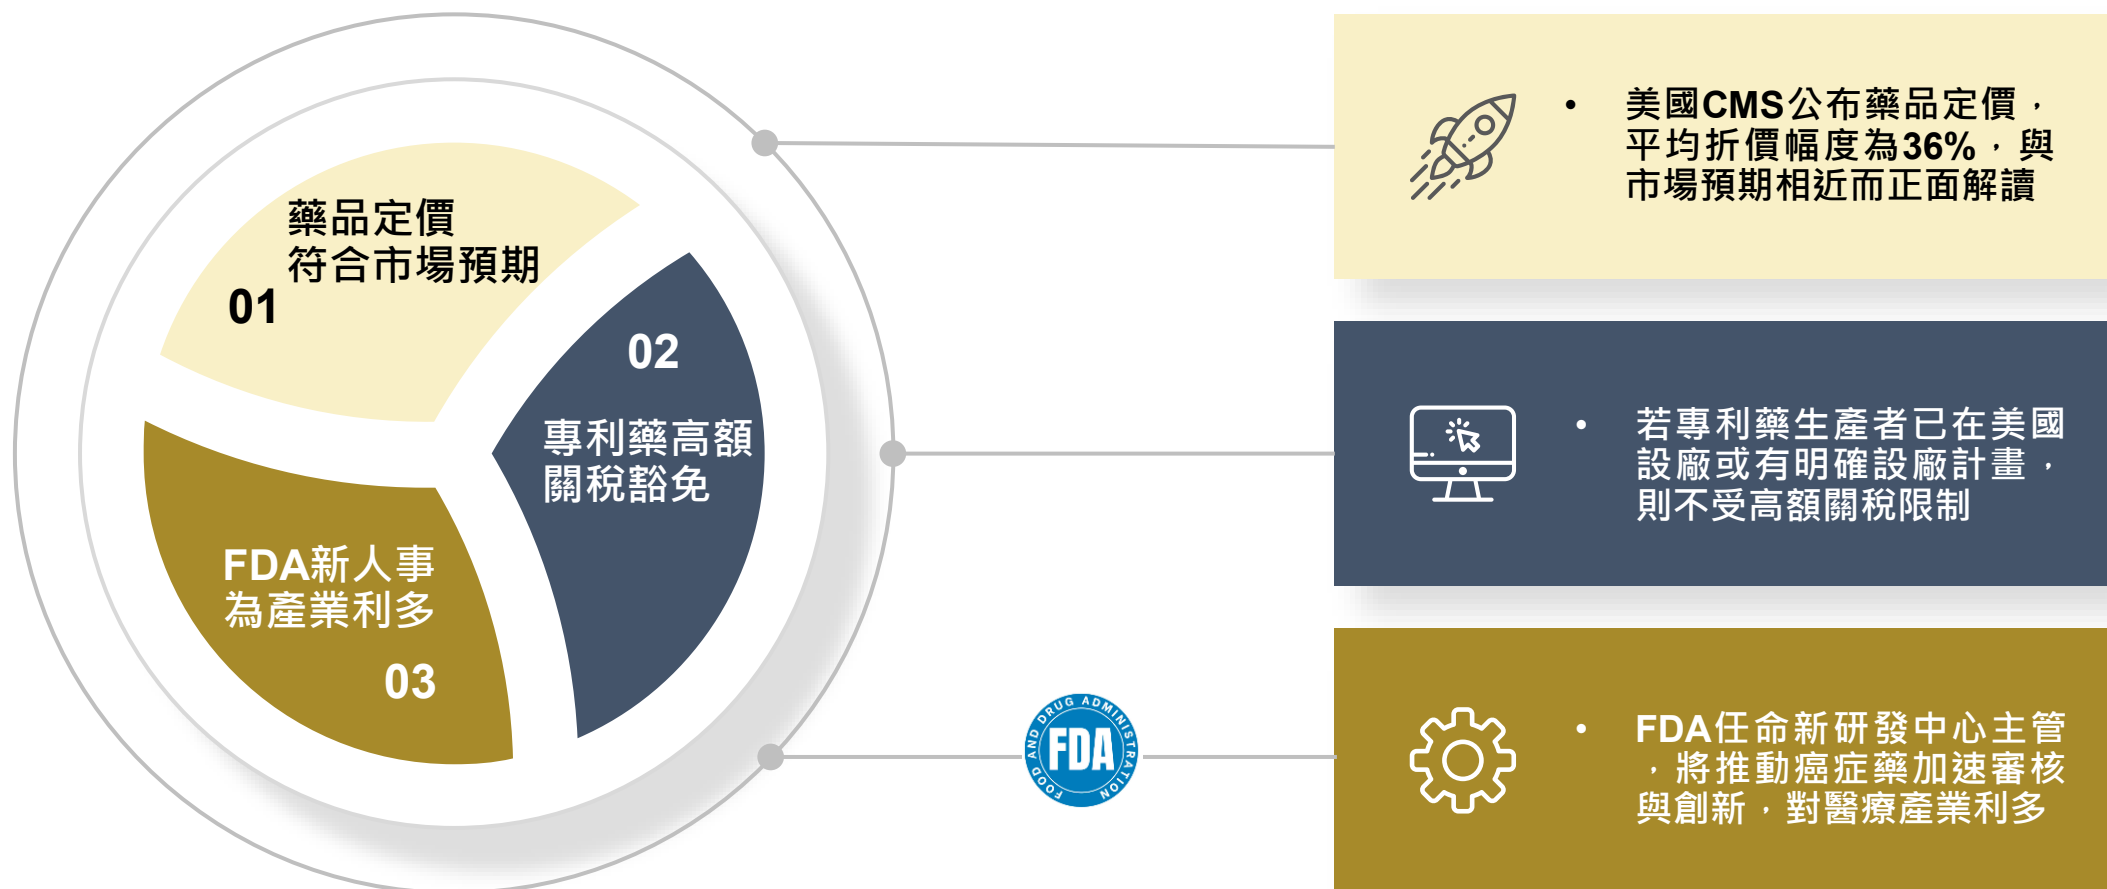 藥品定價
符合市場預期
01
02
專利藥高額
關稅豁免
FDA新人事
為產業利多
03
FOOD AND DRUG ADMINISTRATION
FDA
• 美國CMS公布藥品定價，
平均折價幅度為36%，與
市場預期相近而正面解讀
• 若專利藥生產者已在美國
設廠或有明確設廠計畫，
則不受高額關稅限制
• FDA任命新研發中心主管
，將推動癌症藥加速審核
與創新，對醫療產業利多